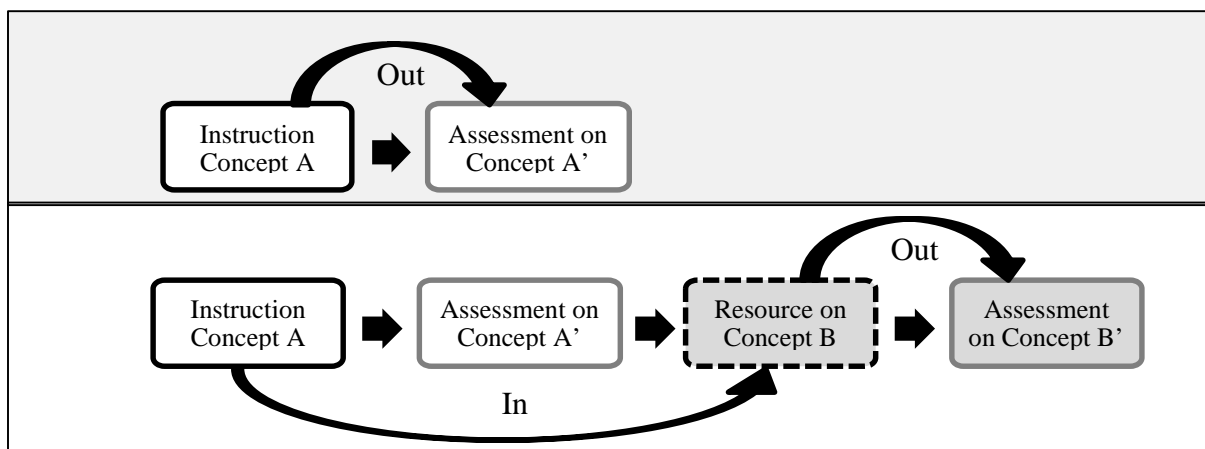 Out
Instruction
Concept A
Assessment on
Concept A’
Out
Instruction
Concept A
Assessment on
Concept A’
Resource on
Concept B
Assessment
on Concept B’
In